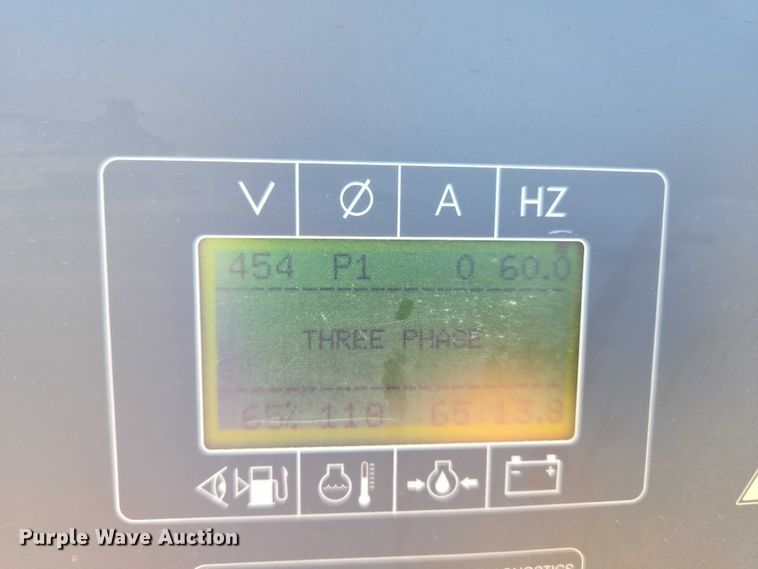 V Ø A HZ
454 P1 0 60.0
THREE PHASE
65% 118 65 13.8
Purple Wave Auction